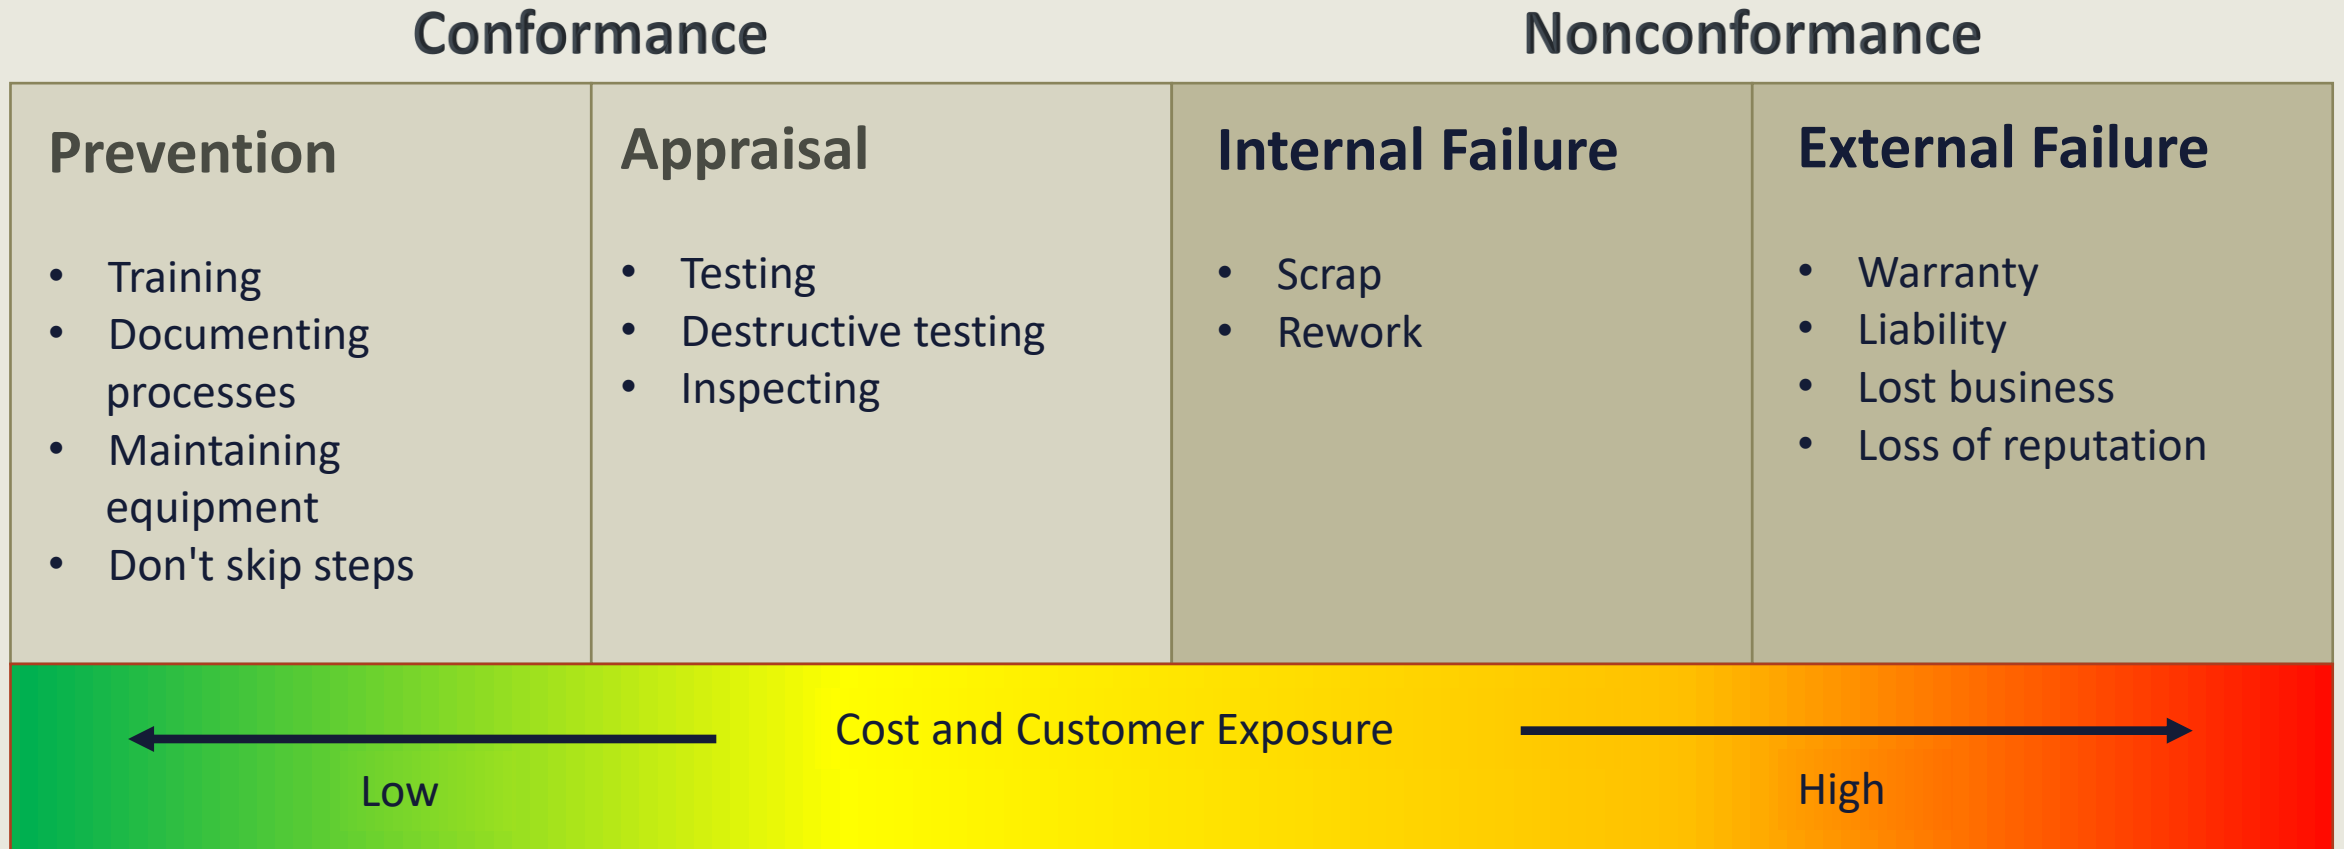 Conformance
Nonconformance
Prevention
• Training
• Documenting
processes
• Maintaining
equipment
• Don't skip steps
Appraisal
• Testing
• Destructive testing
• Inspecting
Internal Failure
• Scrap
• Rework
External Failure
• Warranty
• Liability
• Lost business
• Loss of reputation
Cost and Customer Exposure
Low
High